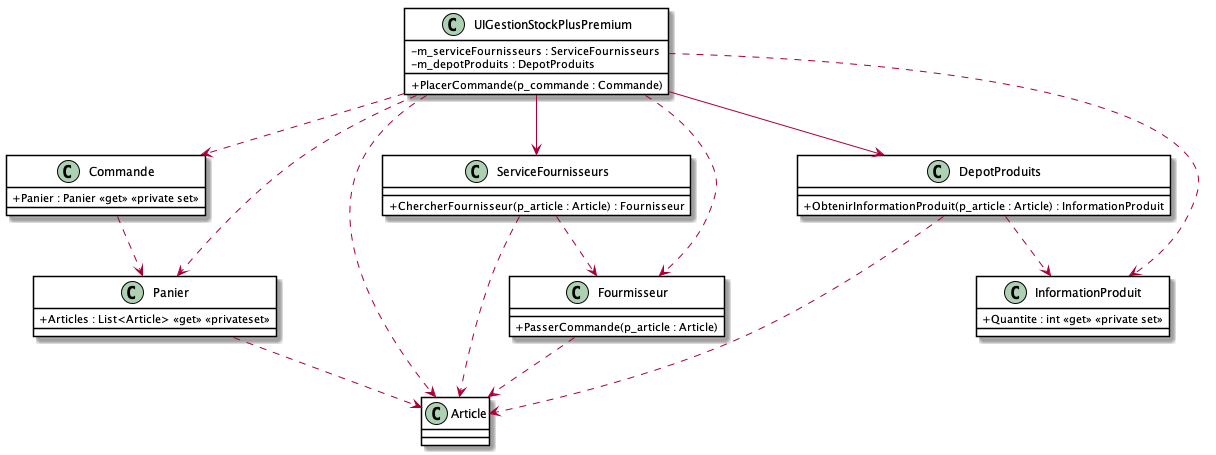 C UIGestionStockPlusPremium
-m_serviceFournisseurs : ServiceFournisseurs
-m_depotProduits : DepotProduits
+PlacerCommande(p_commande : Commande)
C Commande
+Panier : Panier «get» «private set»
C ServiceFournisseurs
+ChercherFournisseur(p_article : Article) : Fournisseur
C DepotProduits
+ObtenirInformationProduit(p_article : Article) : InformationProduit
C Panier
+Articles : List<Article> «get» «privateset»
C Fourmisseur
+PasserCommande(p_article : Article)
C InformationProduit
+Quantite : int «get» «private set»
C Article